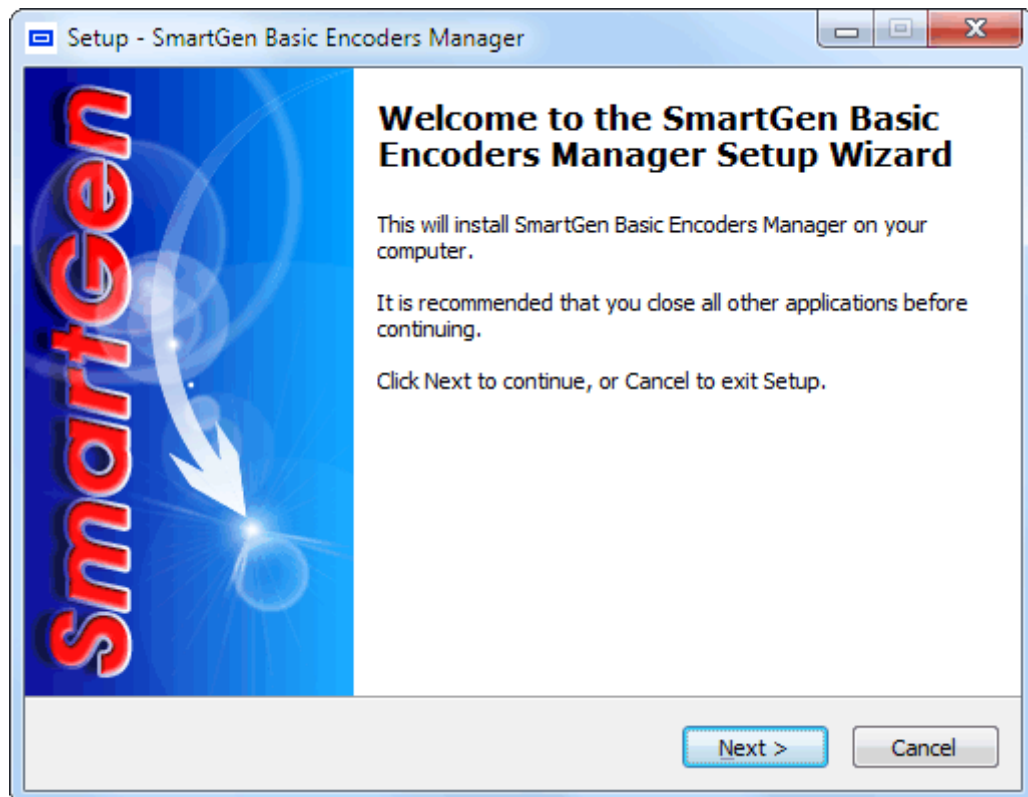 Setup - SmartGen Basic Encoders Manager
SmartGen
Welcome to the SmartGen Basic
Encoders Manager Setup Wizard
This will install SmartGen Basic Encoders Manager on your
computer.
It is recommended that you close all other applications before
continuing.
Click Next to continue, or Cancel to exit Setup.
Next >
Cancel